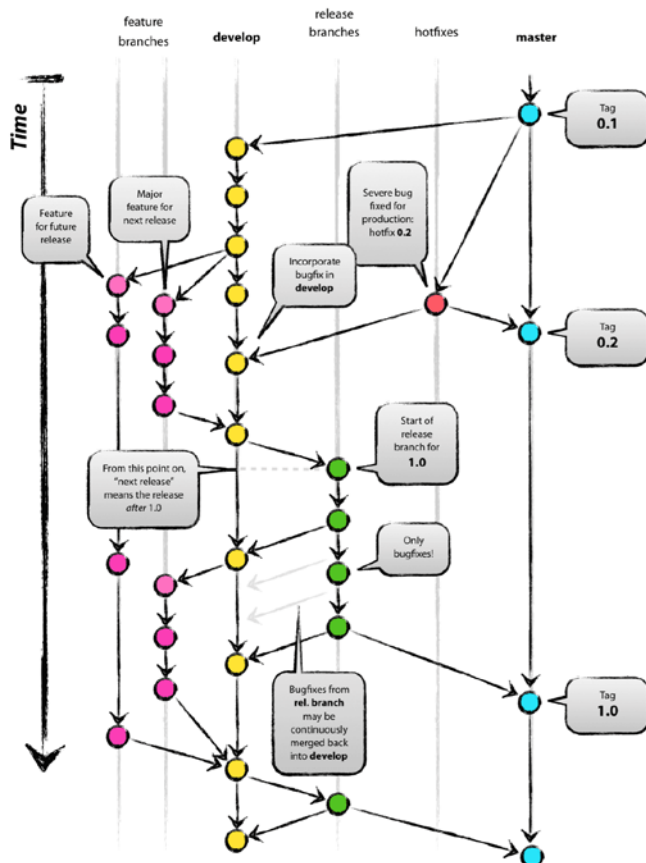 feature
branches
develop
release
branches
hotfixes
master
Time
Tag
0.1
Major
feature for
next release
Feature
for future
release
Severe bug
fixed for
production:
hotfix 0.2
Incorporate
bugfix in
develop
Tag
0.2
Start of
release
branch for
1.0
From this point on,
“next release”
means the release
after 1.0
Only
bugfixes!
Bugfixes from
rel. branch
may be
continuously
merged back
into develop
Tag
1.0